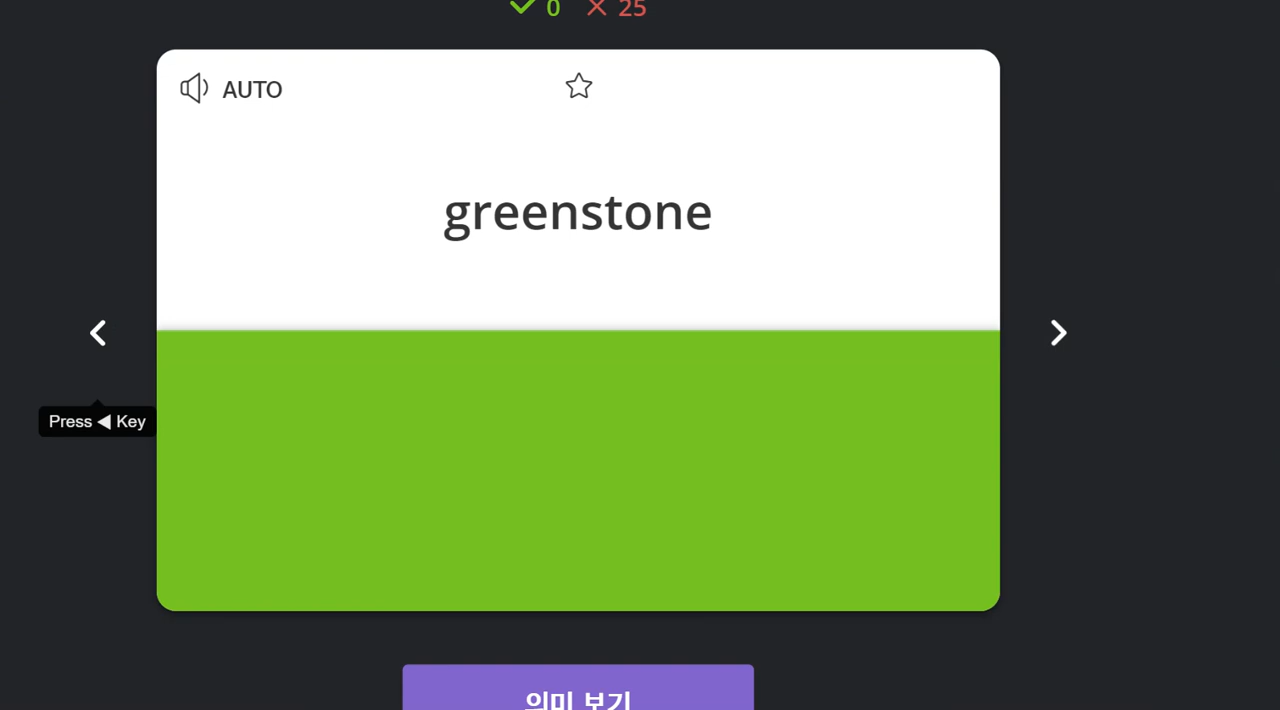 0 25
AUTO
greenstone
Press ◀ Key
의미 보기